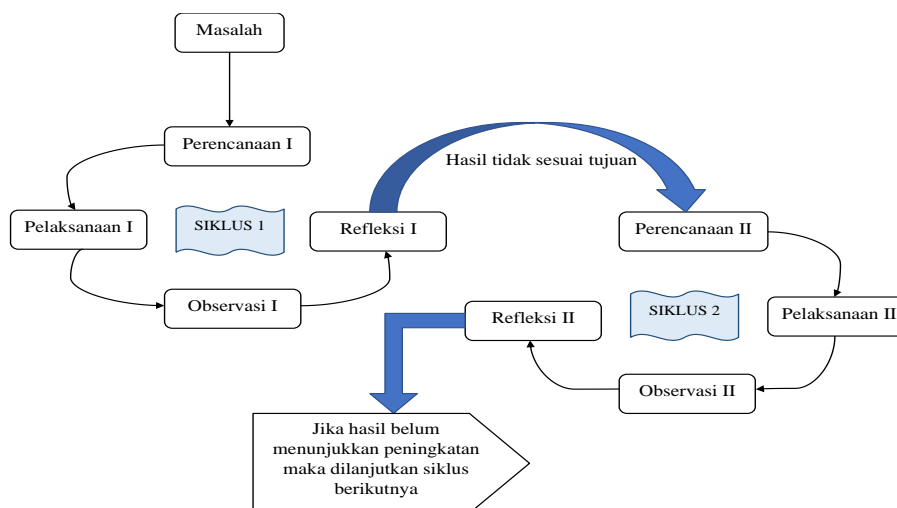 Masalah
Perencanaan I
Pelaksanaan I
SIKLUS 1
Observasi I
Refleksi I
Hasil tidak sesuai tujuan
Perencanaan II
Pelaksanaan II
SIKLUS 2
Observasi II
Refleksi II
Jika hasil belum
menunjukkan peningkatan
maka dilanjutkan siklus
berikutnya